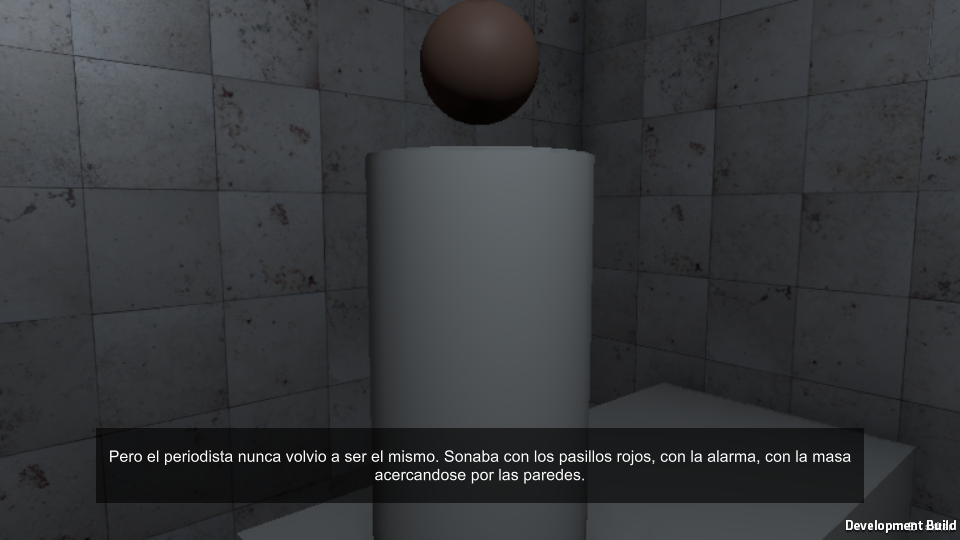 Pero el periodista nunca volvio a ser el mismo. Sonaba con los pasillos rojos, con la alarma, con la masa
acercandose por las paredes.
Development Build